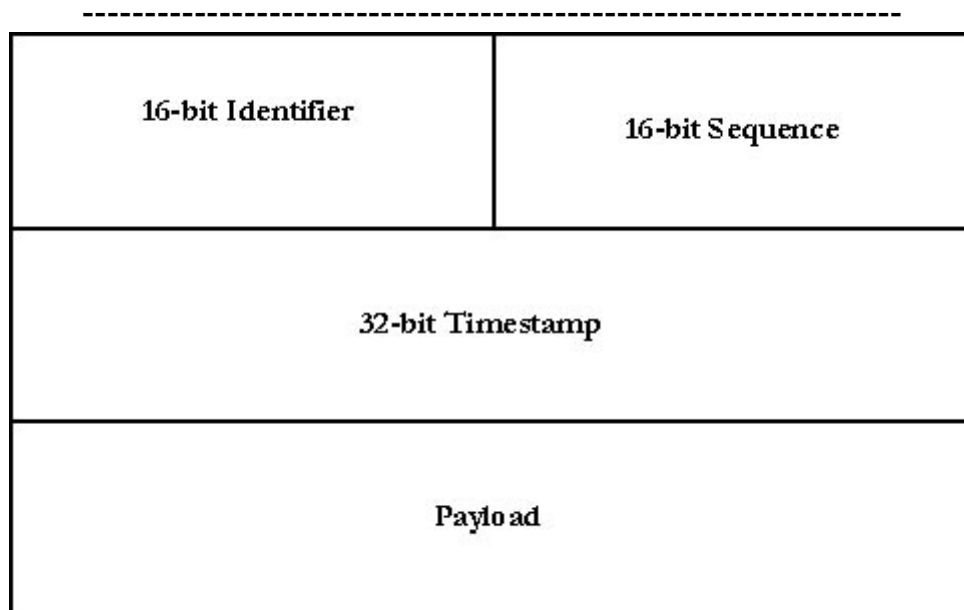 16-bit Identifier
16-bit Sequence
32-bit Timestamp
Payload